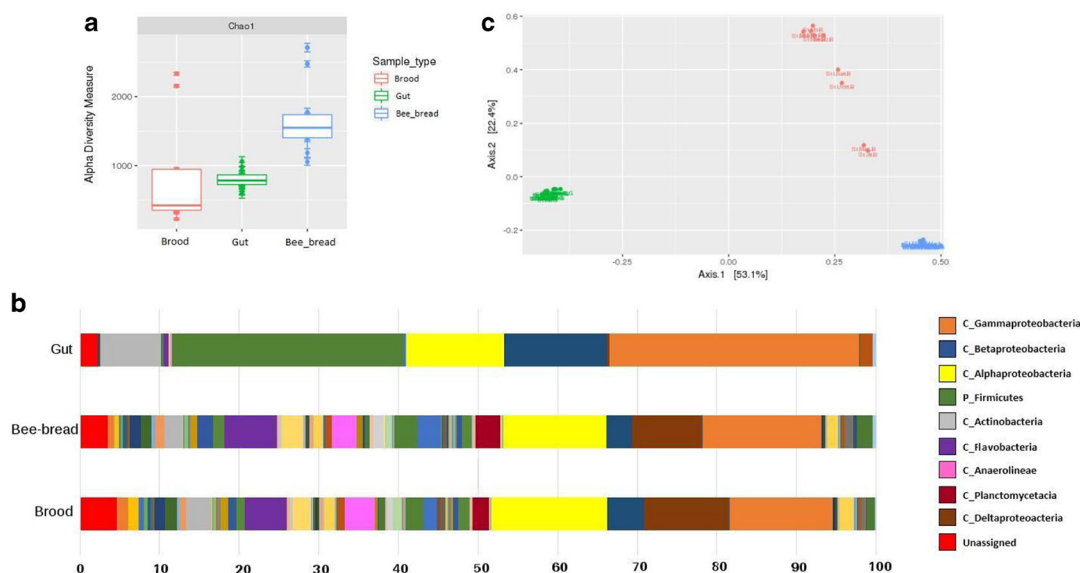 a
Chao1
Alpha Diversity Measure
2000
1000
Brood
Gut
Bee_bread
Sample_type
Brood
Gut
Bee_bread
c
Axis.2 [22.4%]
0.6
0.4
0.2
0.0
-0.2
-0.25
0.00
0.25
0.50
Axis.1 [53.1%]
b
Gut
Bee-bread
Brood
0
10
20
30
40
50
60
70
80
90
100
C_Gammaproteobacteria
C_Betaproteobacteria
C_Alphaproteobacteria
P_Firmicutes
C_Actinobacteria
C_Flavobacteria
C_Anaerolineae
C_Planctomycetacia
C_Deltaproteoacteria
Unassigned